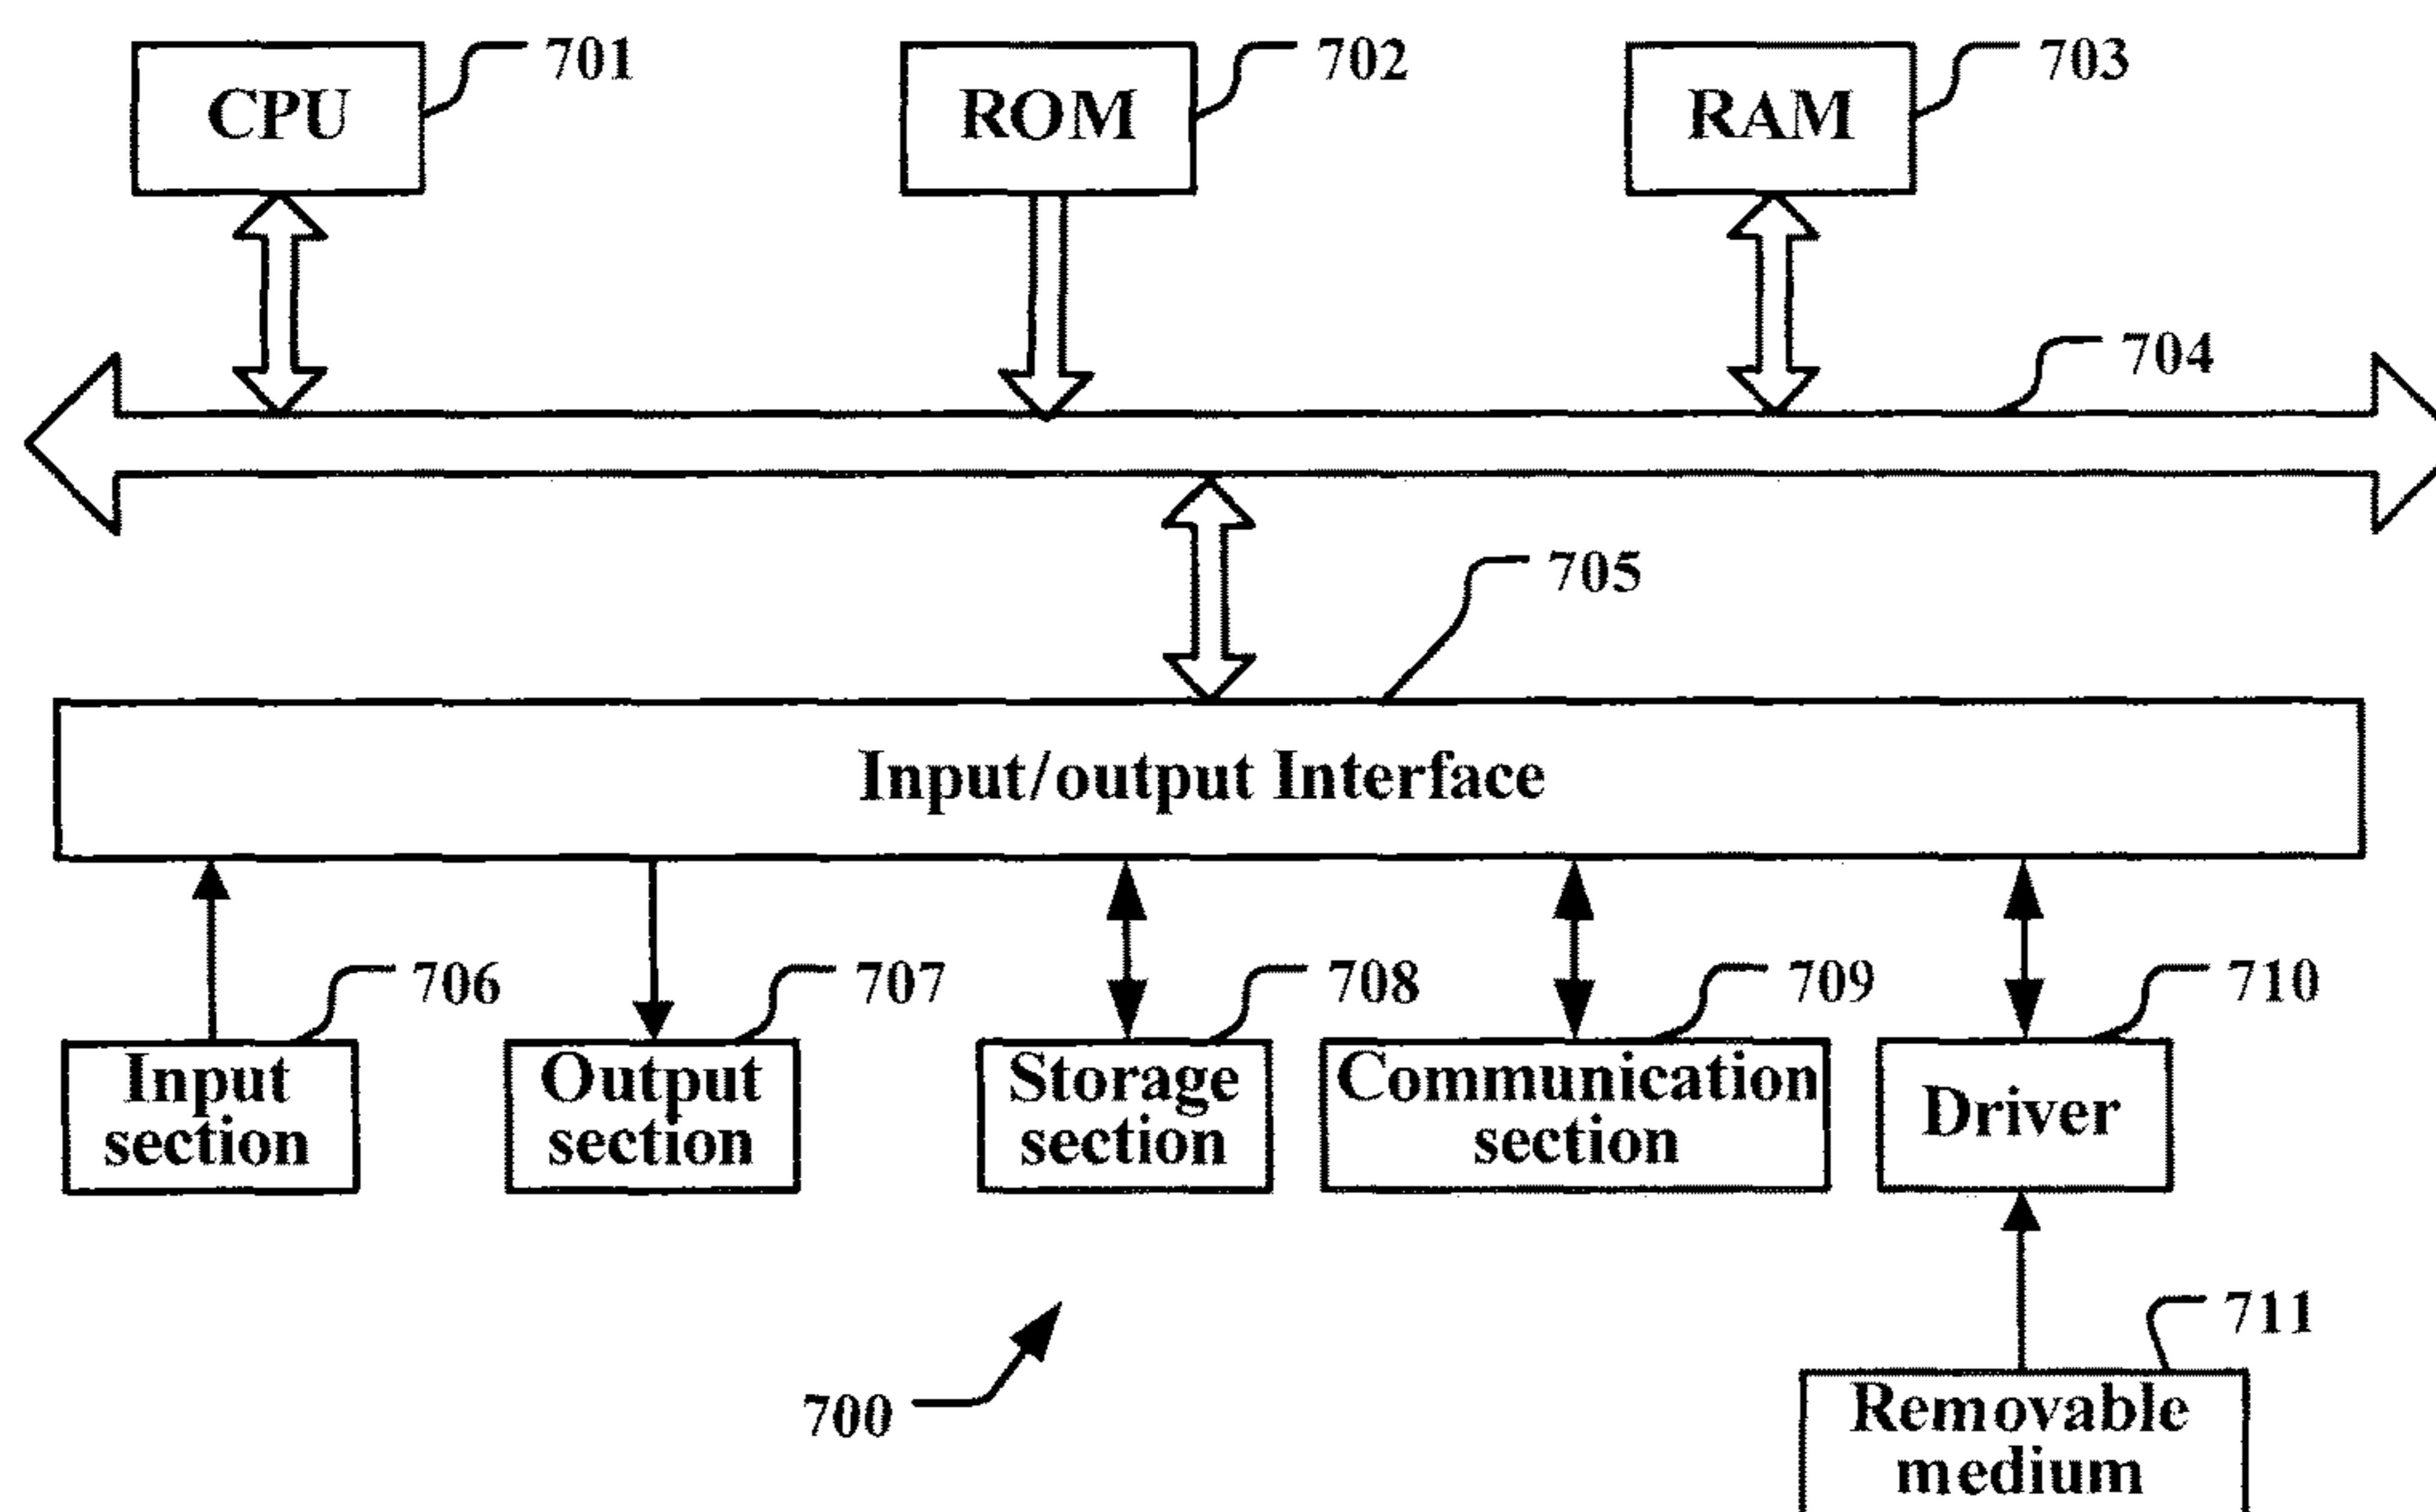 CPU
701
ROM
702
RAM
703
704
705
Input/output Interface
706
707
708
709
710
Input
section
Output
section
Storage
section
Communication
section
Driver
711
700
Removable
medium